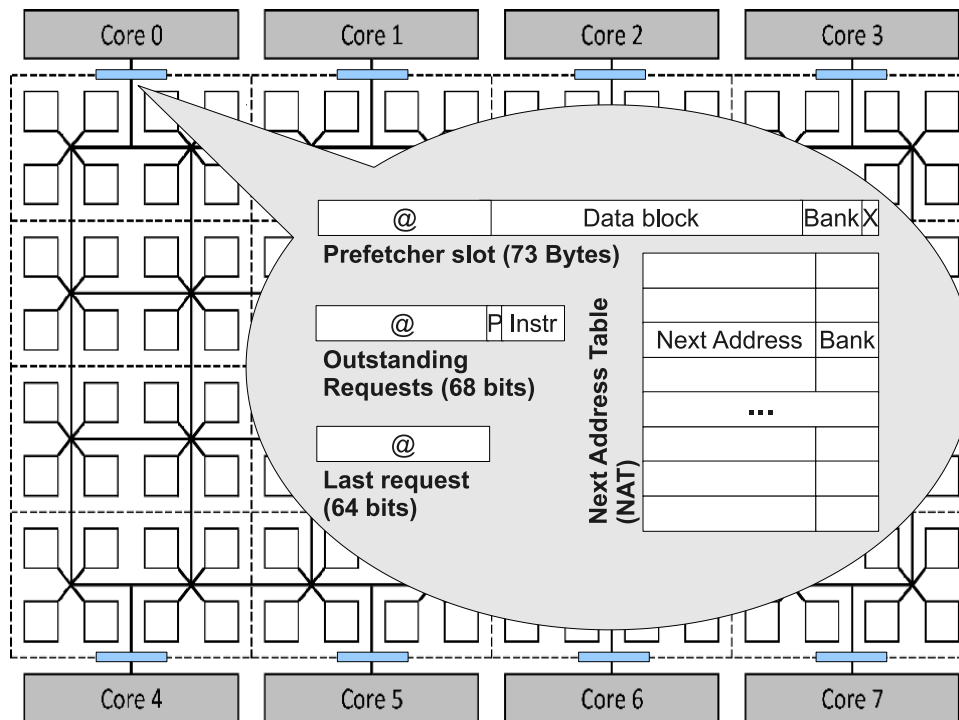 Core 0
Core 1
Core 2
Core 3
@
Data block
Bank
X
Prefetcher slot (73 Bytes)
@
P
Instr
Outstanding
Requests (68 bits)
@
Last request
(64 bits)
Next Address Table
(NAT)
Next Address
Bank
...
Core 4
Core 5
Core 6
Core 7